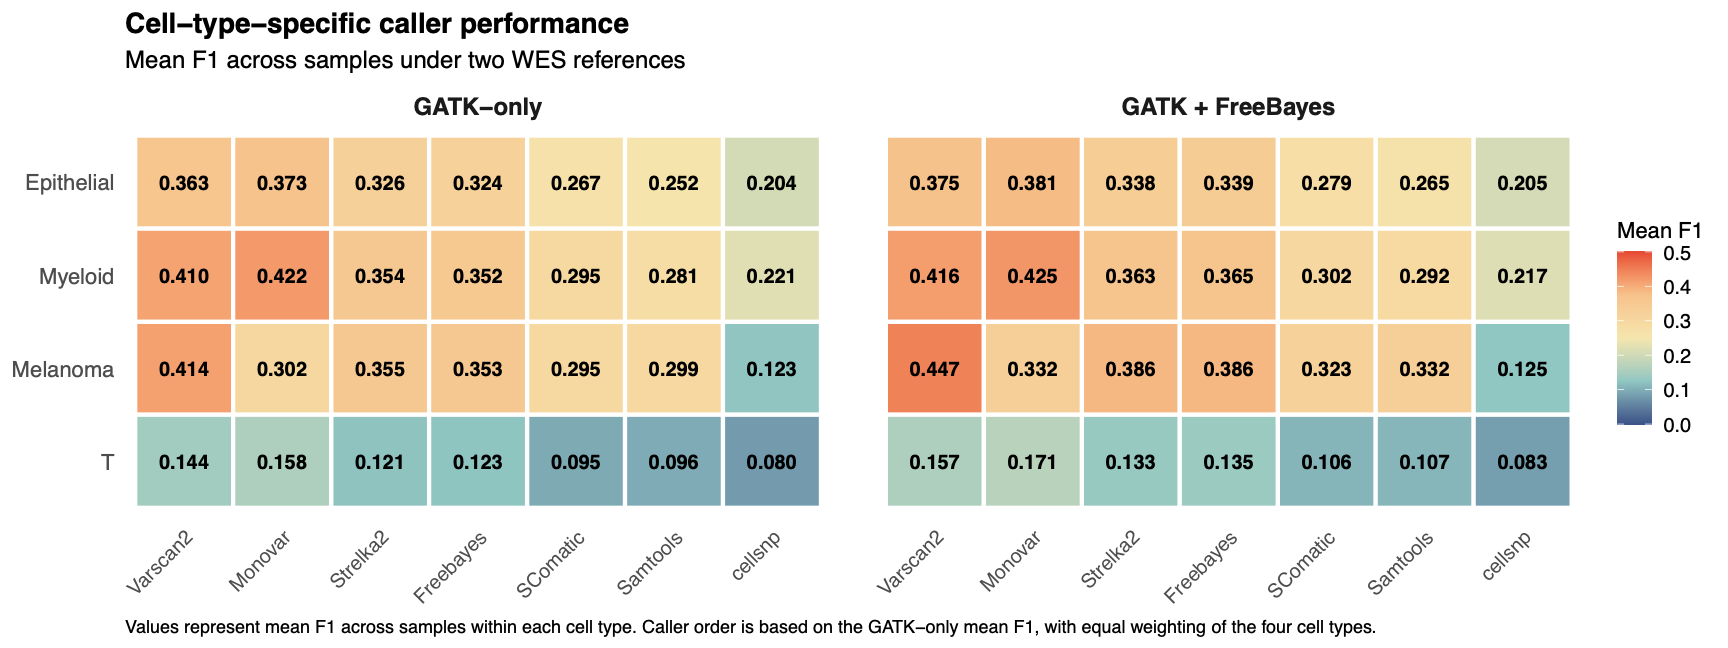 Cell−type−specific caller performance
Mean F1 across samples under two WES references
GATK−only
GATK + FreeBayes
Epithelial 0.363 0.373 0.326 0.324 0.267 0.252 0.204 0.375 0.381 0.338 0.339 0.279 0.265 0.205
Myeloid 0.410 0.422 0.354 0.352 0.295 0.281 0.221 0.416 0.425 0.363 0.365 0.302 0.292 0.217
Melanoma 0.414 0.302 0.355 0.353 0.295 0.299 0.123 0.447 0.332 0.386 0.386 0.323 0.332 0.125
T 0.144 0.158 0.121 0.123 0.095 0.096 0.080 0.157 0.171 0.133 0.135 0.106 0.107 0.083
Varscan2 Monovar Strelka2 Freebayes SComatic Samtools cellsnp Varscan2 Monovar Strelka2 Freebayes SComatic Samtools cellsnp
Mean F1
0.5
0.4
0.3
0.2
0.1
0.0
Values represent mean F1 across samples within each cell type. Caller order is based on the GATK−only mean F1, with equal weighting of the four cell types.